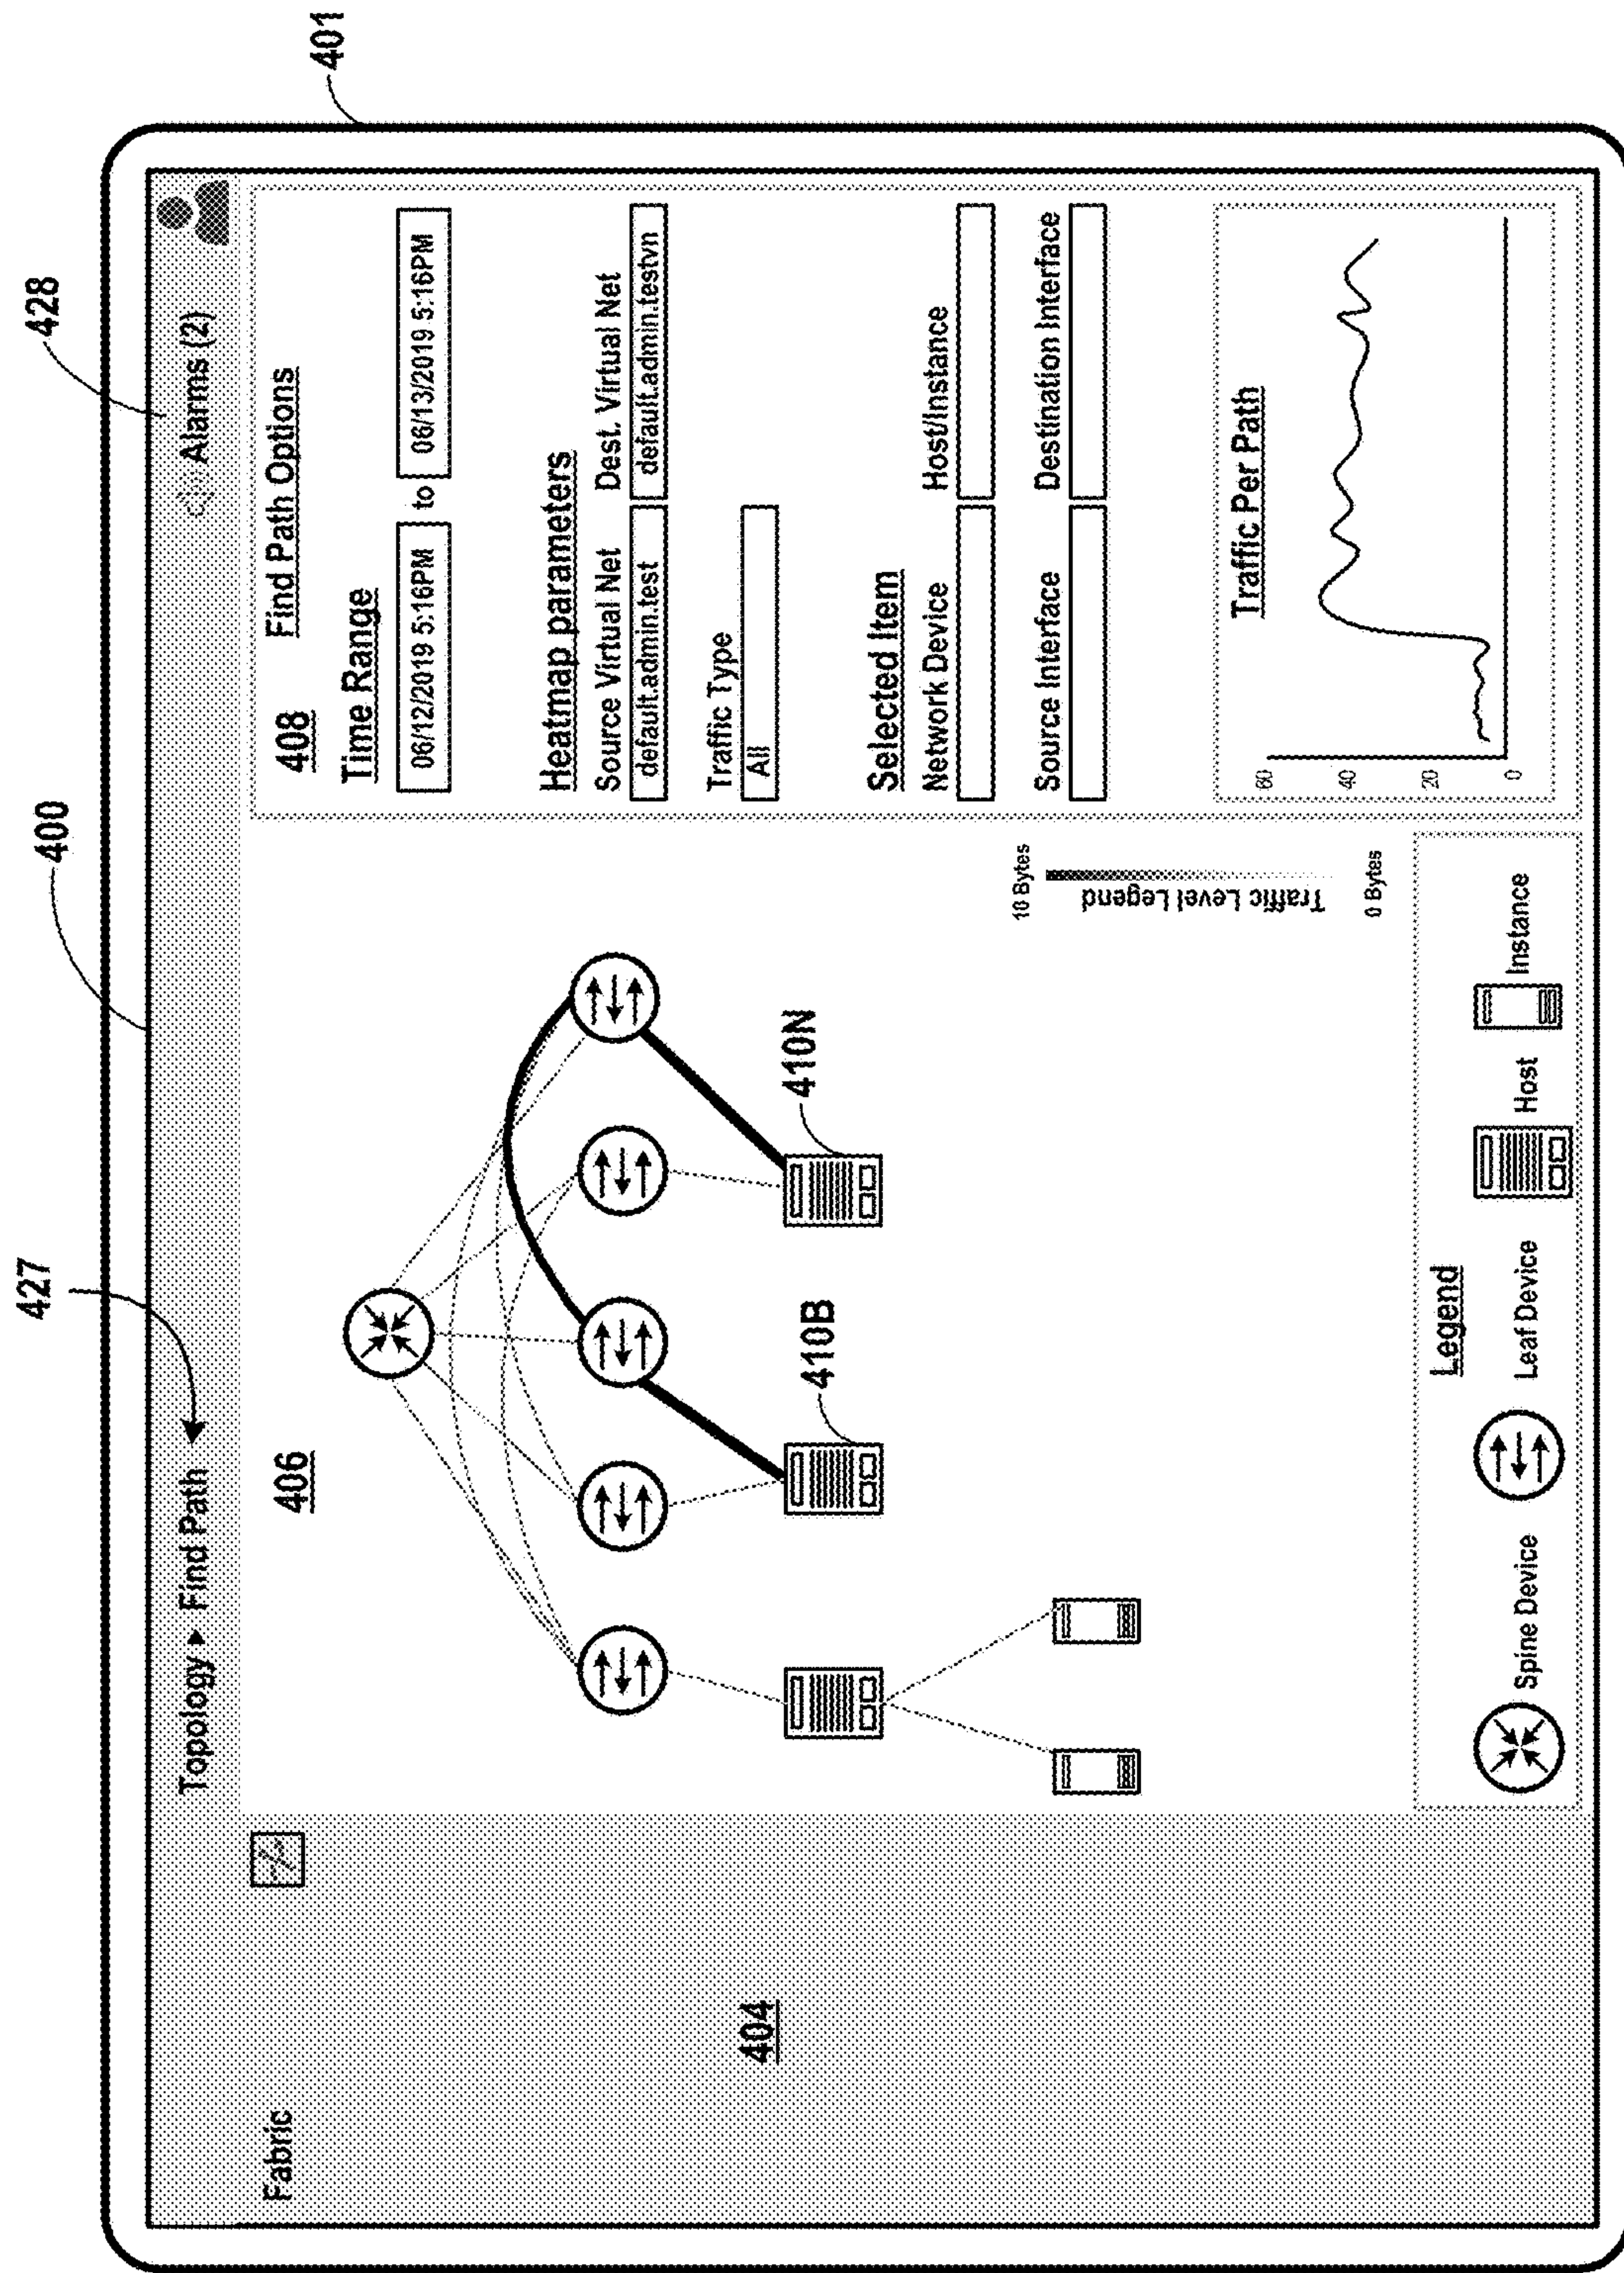 400
427
428
401
Topology ▸ Find Path
Alarms (2)
Fabric
404
406
410B
410N
10 Bytes
Traffic Level Legend
0 Bytes
Legend
Spine Device
Leaf Device
Host
Instance
408
Find Path Options
Time Range
06/12/2019 5:16PM to 06/13/2019 5:16PM
Heatmap parameters
Source Virtual Net Dest. Virtual Net
default.admin.test default.admin.testvn
Traffic Type
All
Selected Item
Network Device Host/Instance
Source Interface Destination Interface
Traffic Per Path
60
40
20
0